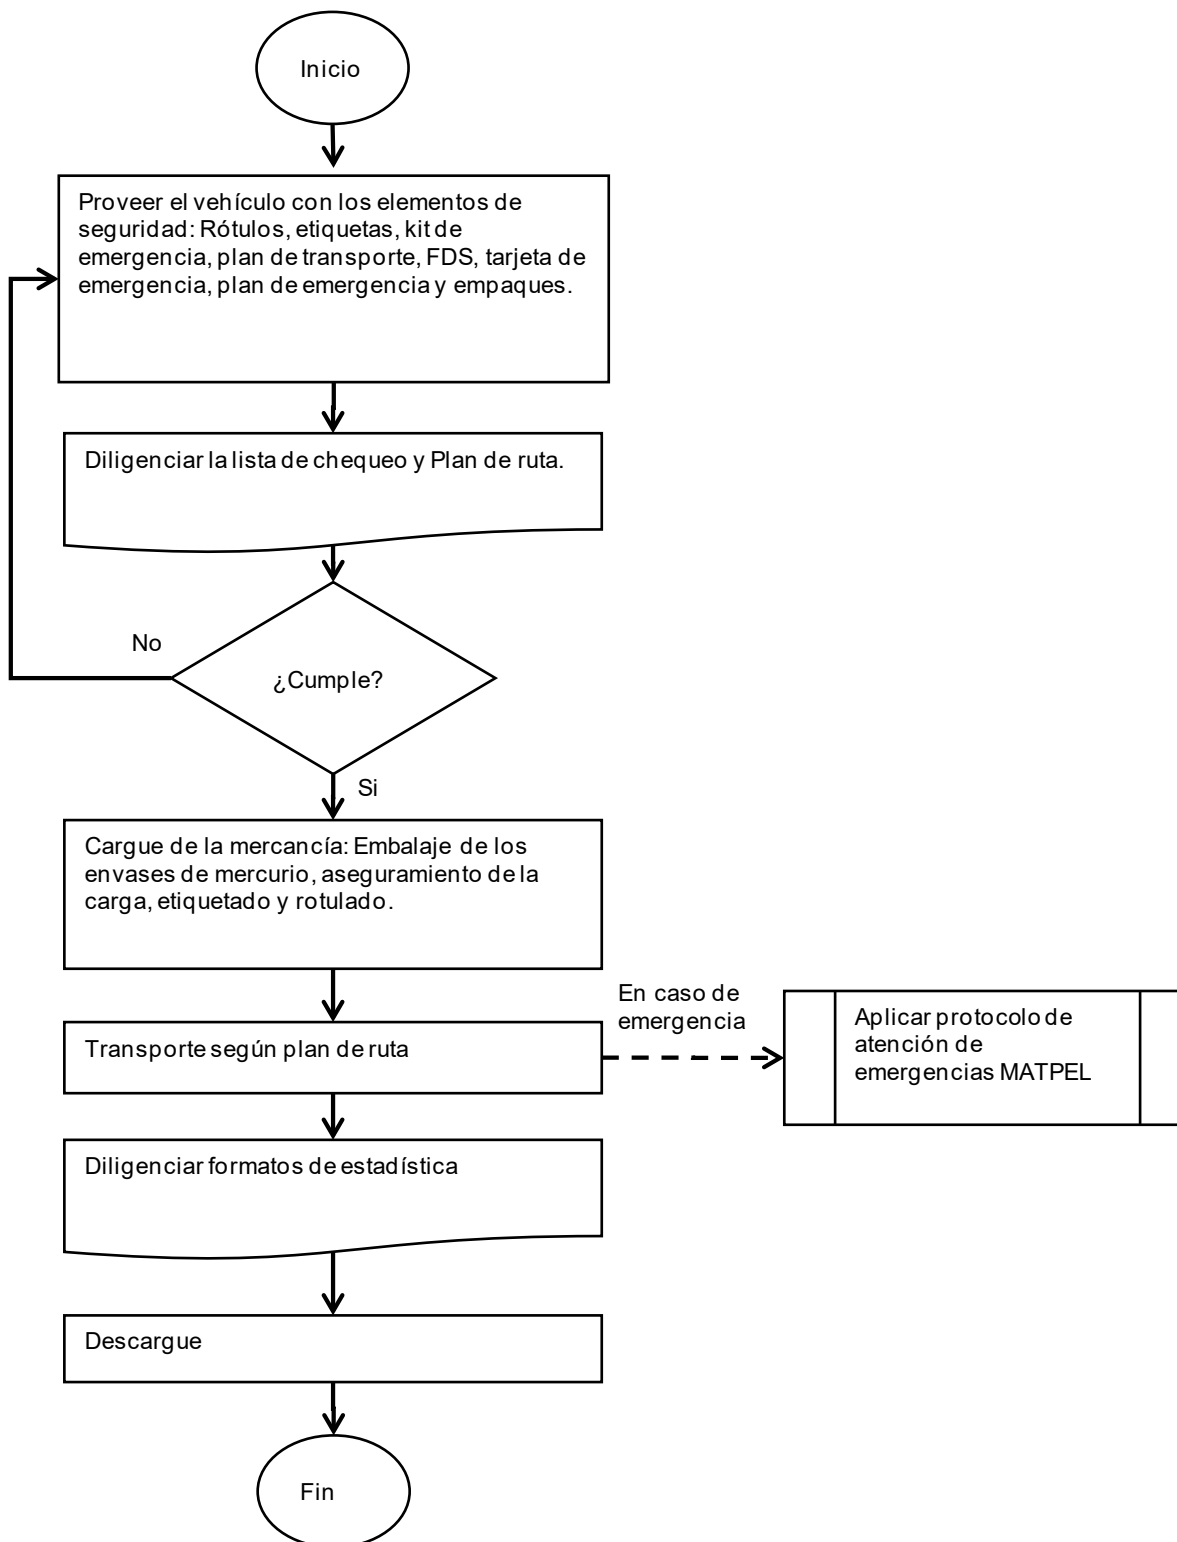 Inicio
Proveer el vehículo con los elementos de
seguridad: Rótulos, etiquetas, kit de
emergencia, plan de transporte, FDS, tarjeta de
emergencia, plan de emergencia y empaques.
Diligenciar la lista de chequeo y Plan de ruta.
No
¿Cumple?
Si
Cargue de la mercancía: Embalaje de los
envases de mercurio, aseguramiento de la
carga, etiquetado y rotulado.
En caso de
emergencia
Transporte según plan de ruta
Aplicar protocolo de
atención de
emergencias MATPEL
Diligenciar formatos de estadística
Descargue
Fin